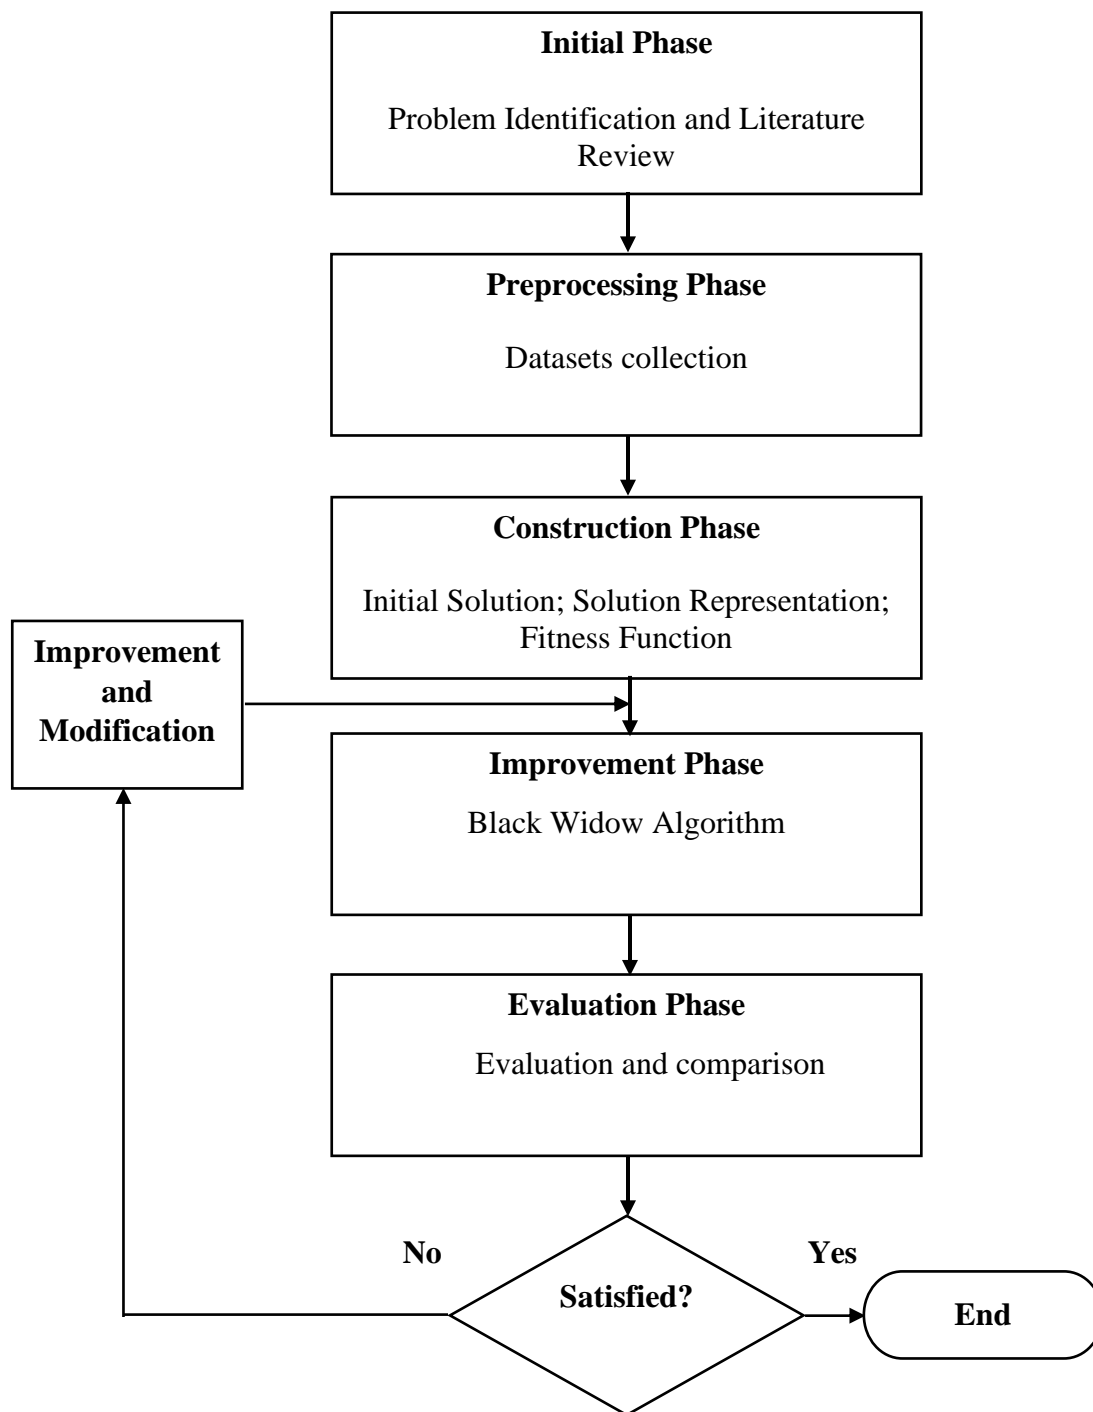 Initial Phase
Problem Identification and Literature
Review
Preprocessing Phase
Datasets collection
Construction Phase
Initial Solution; Solution Representation;
Fitness Function
Improvement
and
Modification
Improvement Phase
Black Widow Algorithm
Evaluation Phase
Evaluation and comparison
No
Yes
Satisfied?
End